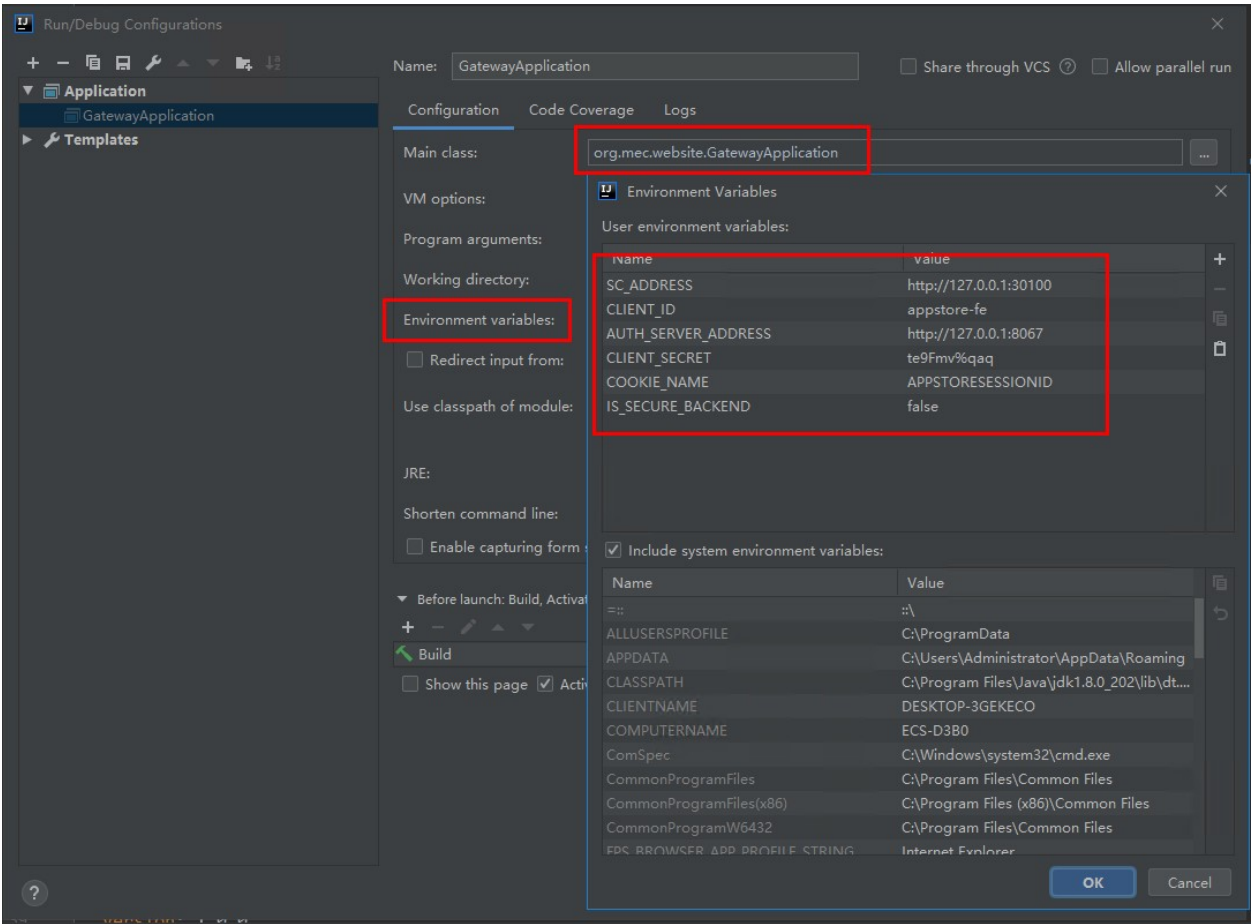 Run/Debug Configurations
Name: GatewayApplication
Share through VCS
Allow parallel run
Application
GatewayApplication
Templates
Configuration Code Coverage Logs
Main class: org.mec.website.GatewayApplication ...
VM options:
Program arguments:
Working directory:
Environment variables:
Redirect input from:
Use classpath of module:
JRE:
Shorten command line:
Enable capturing form
Before launch: Build, Activat
Build
Show this page Acti
Environment Variables
User environment variables:
Name Value
SC_ADDRESS http://127.0.0.1:30100
CLIENT_ID appstore-fe
AUTH_SERVER_ADDRESS http://127.0.0.1:8067
CLIENT_SECRET te9Fmv%qaq
COOKIE_NAME APPSTORESESSIONID
IS_SECURE_BACKEND false
Include system environment variables:
Name Value
=:: ::\
ALLUSERSPROFILE C:\ProgramData
APPDATA C:\Users\Administrator\AppData\Roaming
CLASSPATH C:\Program Files\Java\jdk1.8.0_202\lib\dt....
CLIENTNAME DESKTOP-3GEKECO
COMPUTERNAME ECS-D3B0
ComSpec C:\Windows\system32\cmd.exe
CommonProgramFiles C:\Program Files\Common Files
CommonProgramFiles(x86) C:\Program Files (x86)\Common Files
CommonProgramW6432 C:\Program Files\Common Files
FPS_BROWSER_APP_PROFILE_STRING Internet Explorer
OK Cancel
?